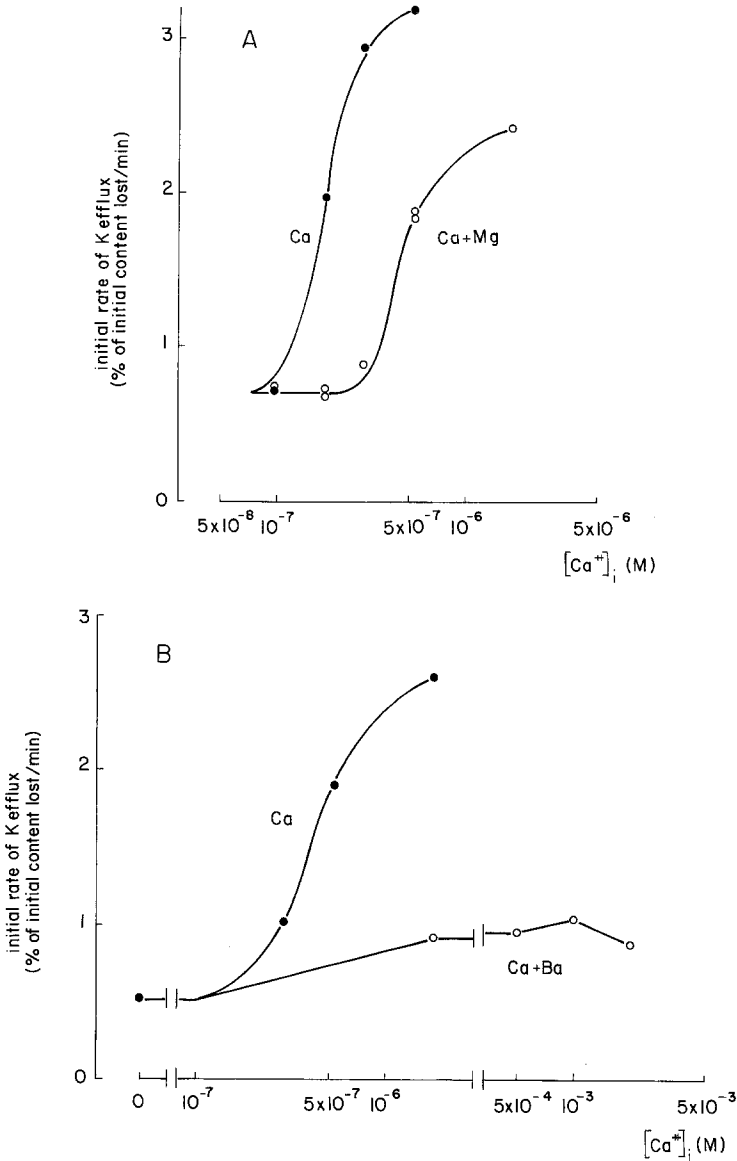 A
3
2
1
0
initial rate of K efflux
(% of initial content lost/min)
Ca
Ca+Mg
5x10⁻⁸ 10⁻⁷ 5x10⁻⁷ 10⁻⁶ 5x10⁻⁶
[Ca⁺⁺]i (M)
B
3
2
1
0
initial rate of K efflux
(% of initial content lost/min)
Ca
Ca+Ba
0 10⁻⁷ 5x10⁻⁷ 10⁻⁶ 5x10⁻⁴ 10⁻³ 5x10⁻³
[Ca⁺⁺]i (M)